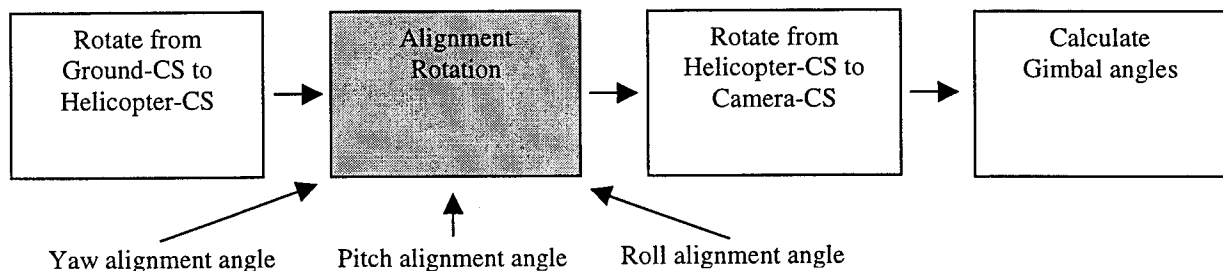 Rotate from
Ground-CS to
Helicopter-CS
Alignment
Rotation
Rotate from
Helicopter-CS to
Camera-CS
Calculate
Gimbal angles
Yaw alignment angle
Pitch alignment angle
Roll alignment angle